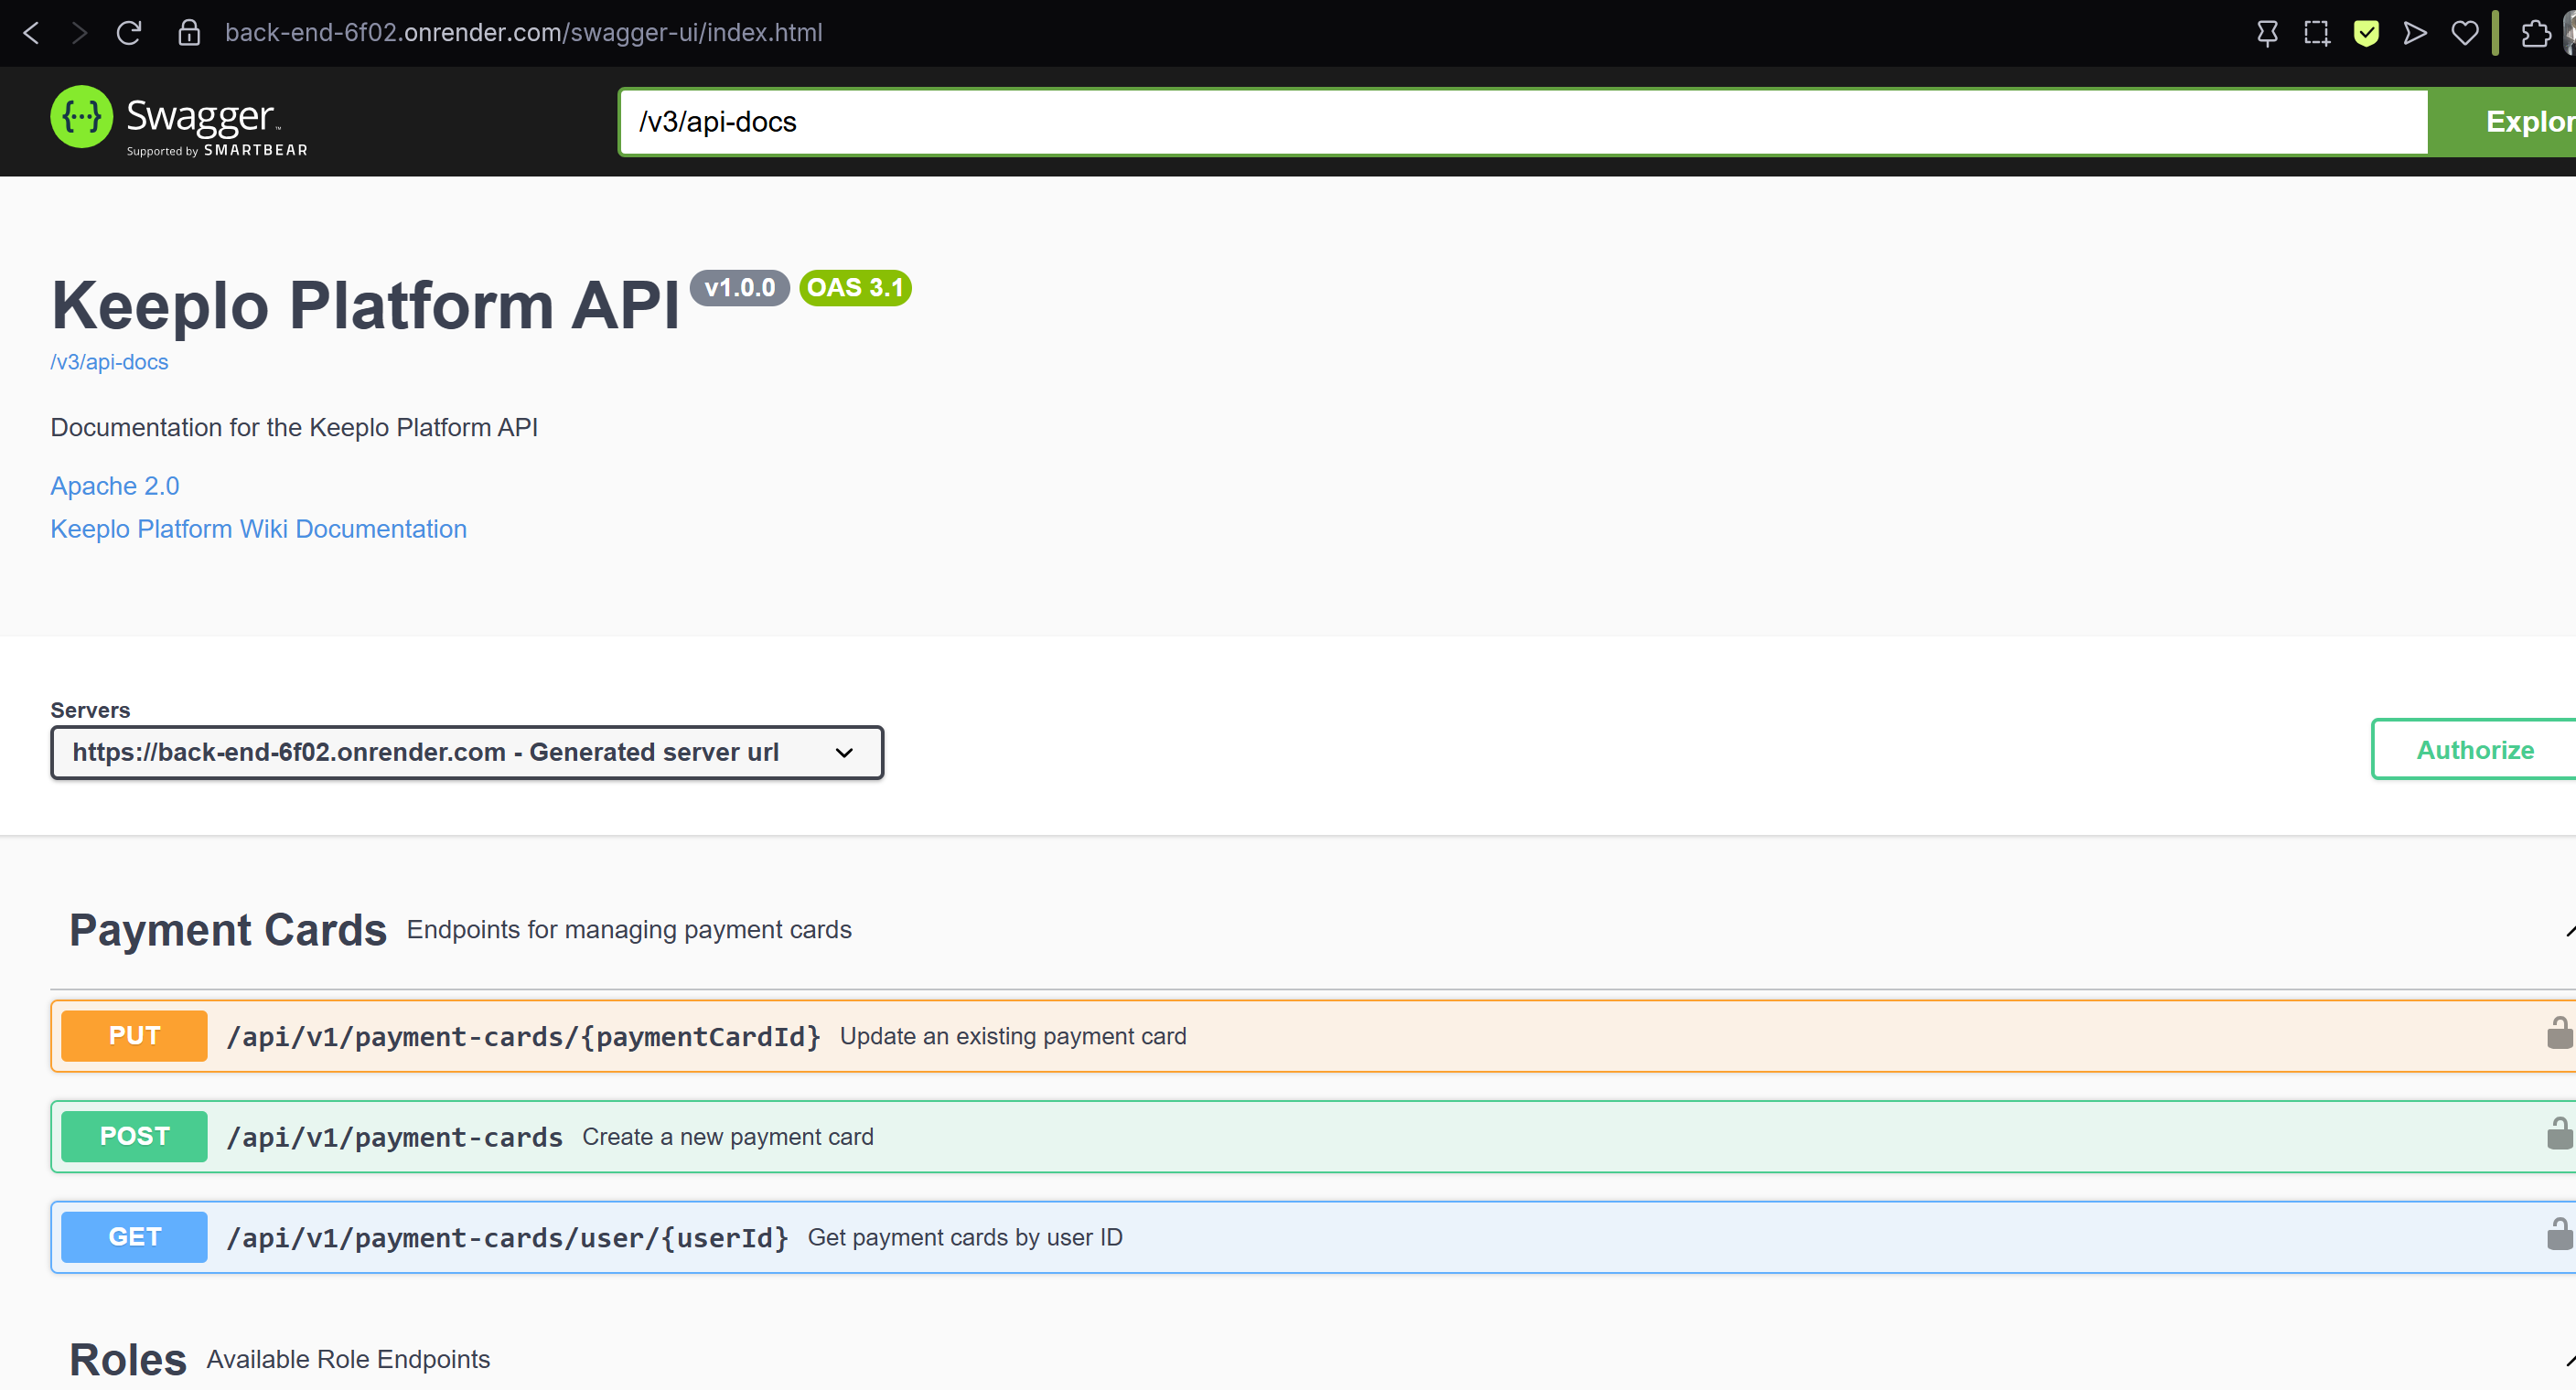 back-end-6f02.onrender.com/swagger-ui/index.html
Swagger™
Supported by SMARTBEAR
/v3/api-docs
Explor
Keeplo Platform API v1.0.0 OAS 3.1
/v3/api-docs
Documentation for the Keeplo Platform API
Apache 2.0
Keeplo Platform Wiki Documentation
Servers
https://back-end-6f02.onrender.com - Generated server url
Authorize
Payment Cards Endpoints for managing payment cards
PUT /api/v1/payment-cards/{paymentCardId} Update an existing payment card
POST /api/v1/payment-cards Create a new payment card
GET /api/v1/payment-cards/user/{userId} Get payment cards by user ID
Roles Available Role Endpoints